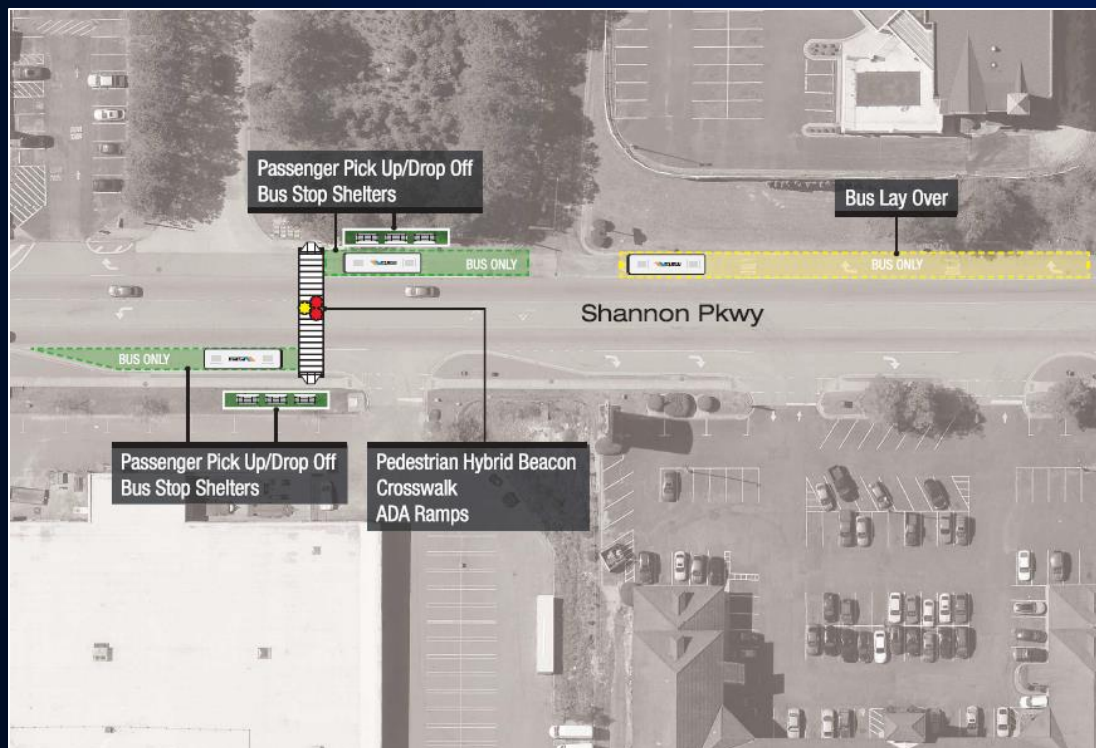 Passenger Pick Up/Drop Off
Bus Stop Shelters
Bus Lay Over
BUS ONLY
BUS ONLY
Shannon Pkwy
BUS ONLY
Passenger Pick Up/Drop Off
Bus Stop Shelters
Pedestrian Hybrid Beacon
Crosswalk
ADA Ramps